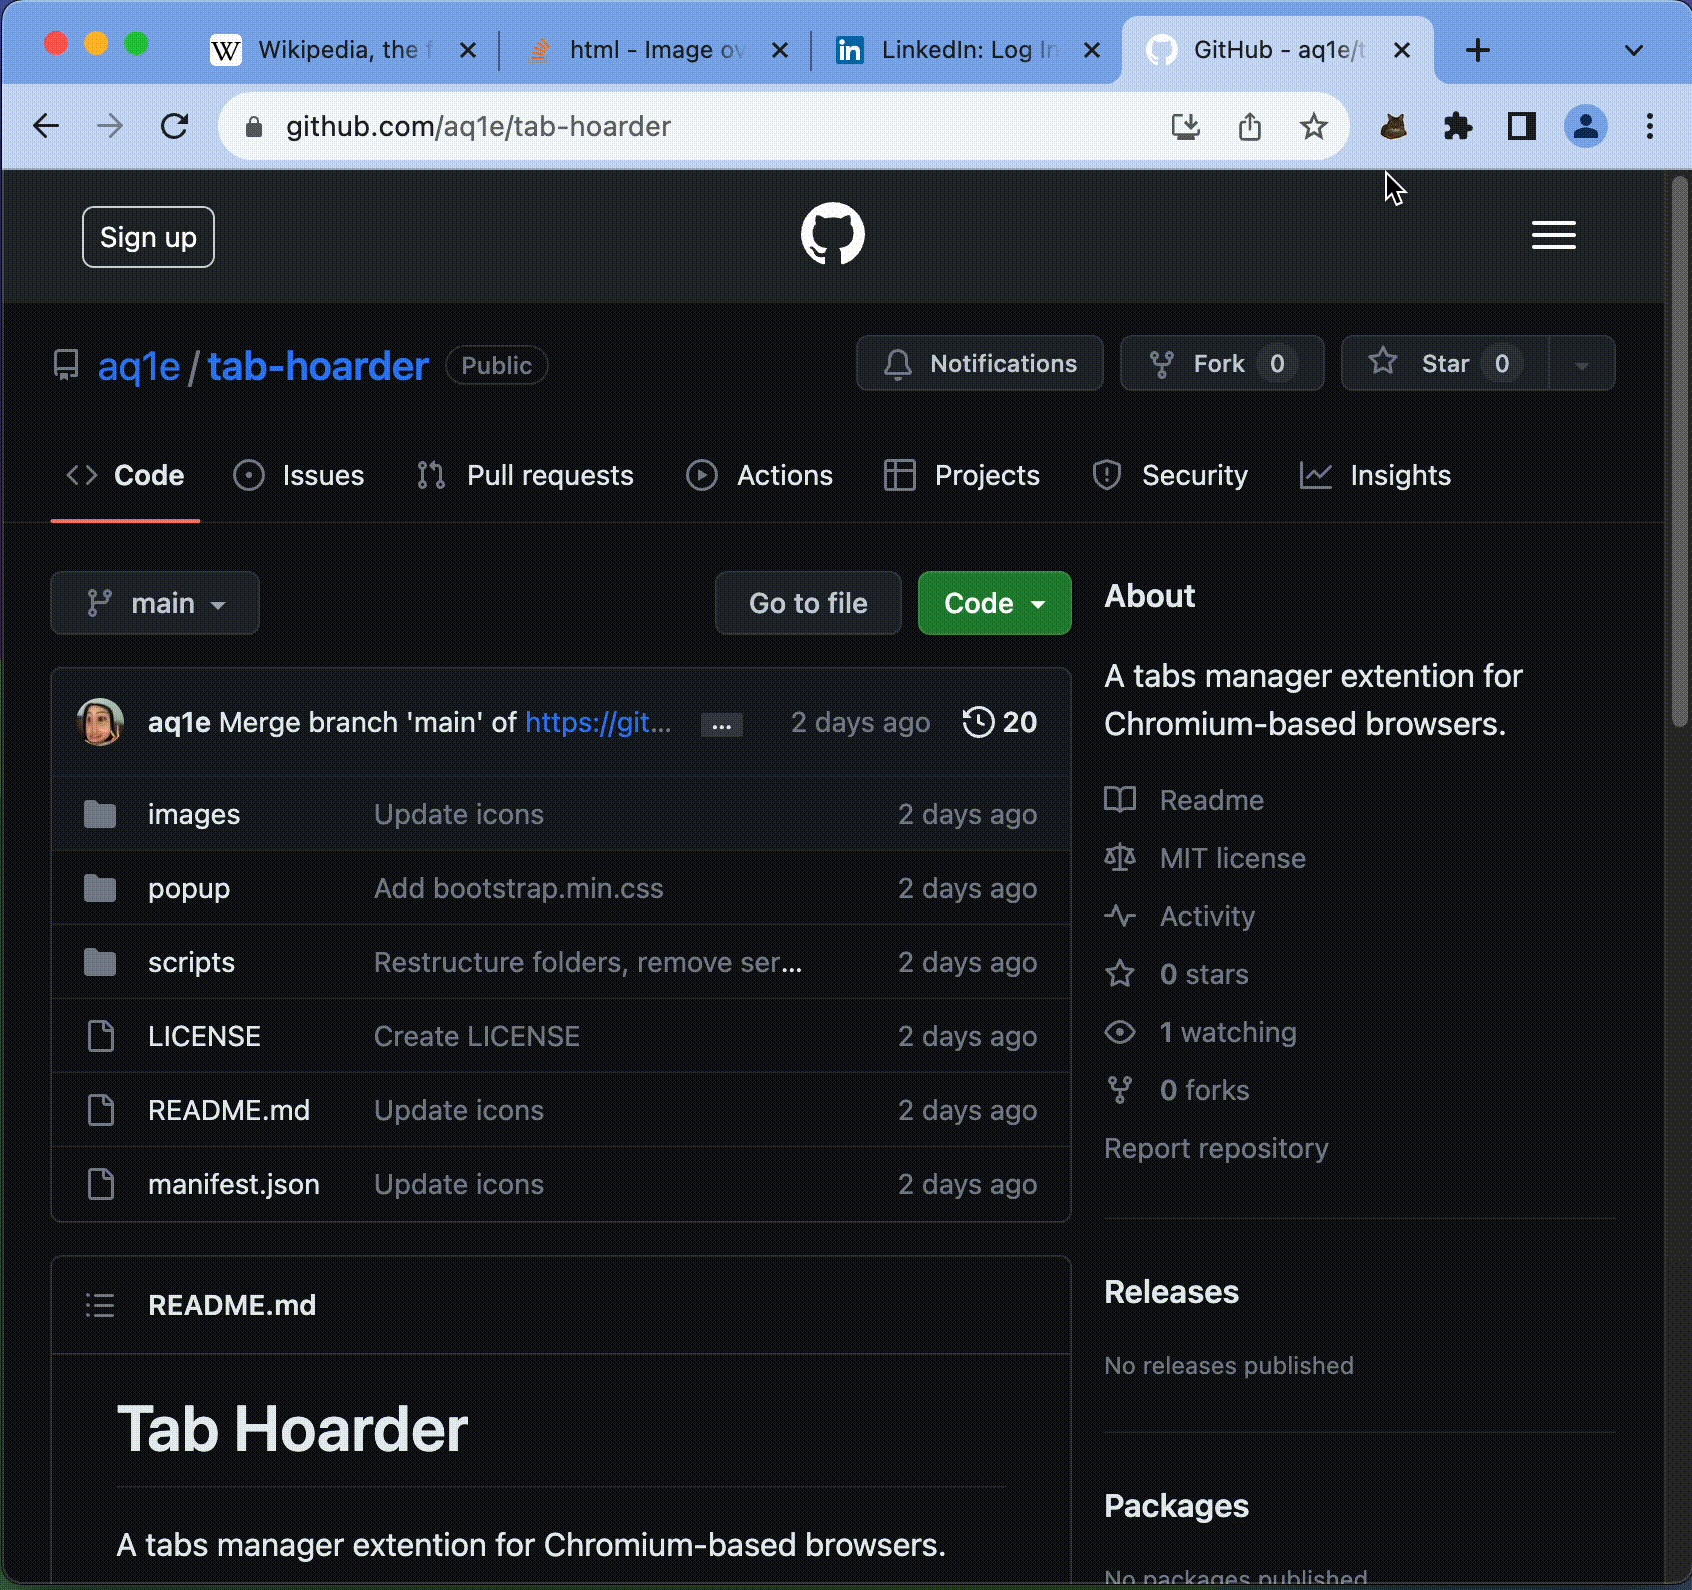 Wikipedia, the f
html - Image ov
LinkedIn: Log In
GitHub - aq1e/t
github.com/aq1e/tab-hoarder
Sign up
aq1e / tab-hoarder Public
Notifications
Fork 0
Star 0
Code
Issues
Pull requests
Actions
Projects
Security
Insights
main
Go to file
Code
aq1e Merge branch 'main' of https://git... ... 2 days ago 20
images Update icons 2 days ago
popup Add bootstrap.min.css 2 days ago
scripts Restructure folders, remove ser... 2 days ago
LICENSE Create LICENSE 2 days ago
README.md Update icons 2 days ago
manifest.json Update icons 2 days ago
README.md
Tab Hoarder
A tabs manager extention for Chromium-based browsers.
About
A tabs manager extention for
Chromium-based browsers.
Readme
MIT license
Activity
0 stars
1 watching
0 forks
Report repository
Releases
No releases published
Packages
No packages published